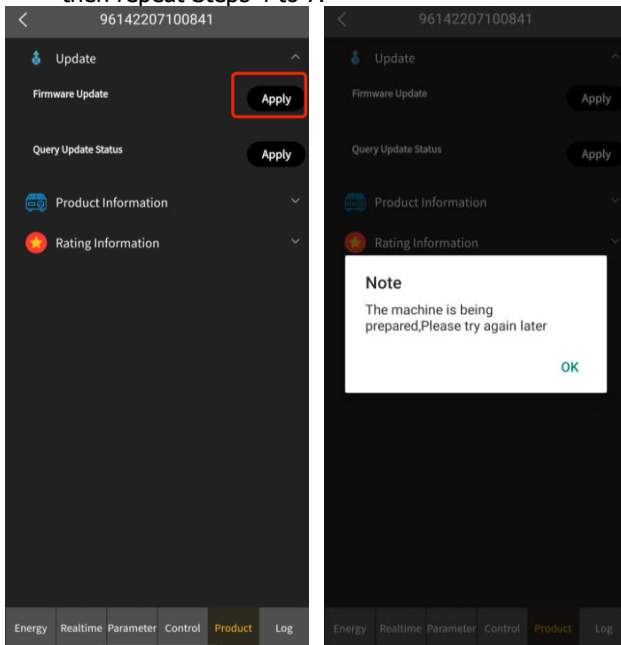 then repeat Steps 4 to 7.
96142207100841
Update
Firmware Update
Apply
Query Update Status
Apply
Product Information
Rating Information
Energy Realtime Parameter Control Product Log
96142207100841
Update
Firmware Update
Apply
Query Update Status
Apply
Product Information
Rating Information
Note
The machine is being
prepared,Please try again later
OK
Energy Realtime Parameter Control Product Log